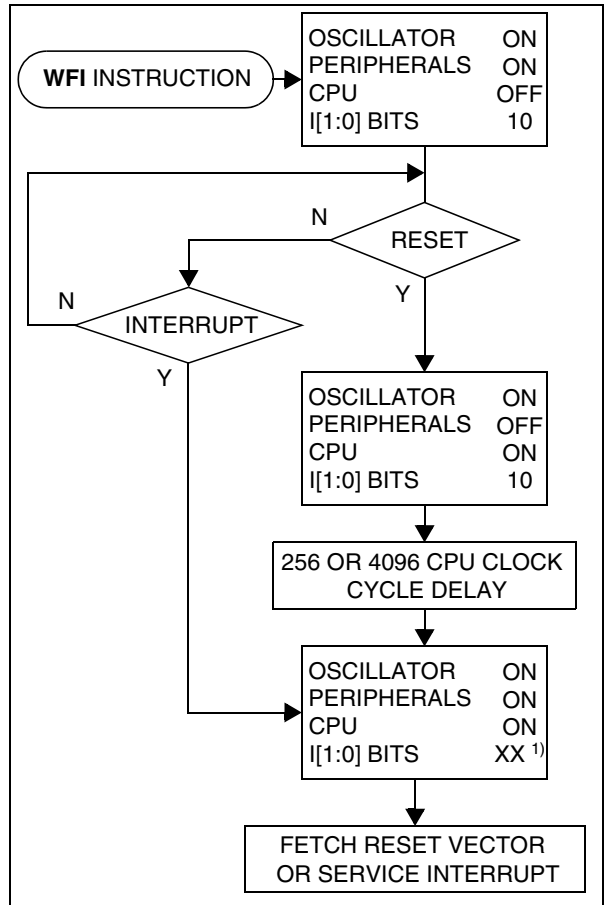 WFI INSTRUCTION
OSCILLATOR ON
PERIPHERALS ON
CPU OFF
I[1:0] BITS 10
N
RESET
Y
N
INTERRUPT
Y
OSCILLATOR ON
PERIPHERALS OFF
CPU ON
I[1:0] BITS 10
256 OR 4096 CPU CLOCK
CYCLE DELAY
OSCILLATOR ON
PERIPHERALS ON
CPU ON
I[1:0] BITS XX 1)
FETCH RESET VECTOR
OR SERVICE INTERRUPT